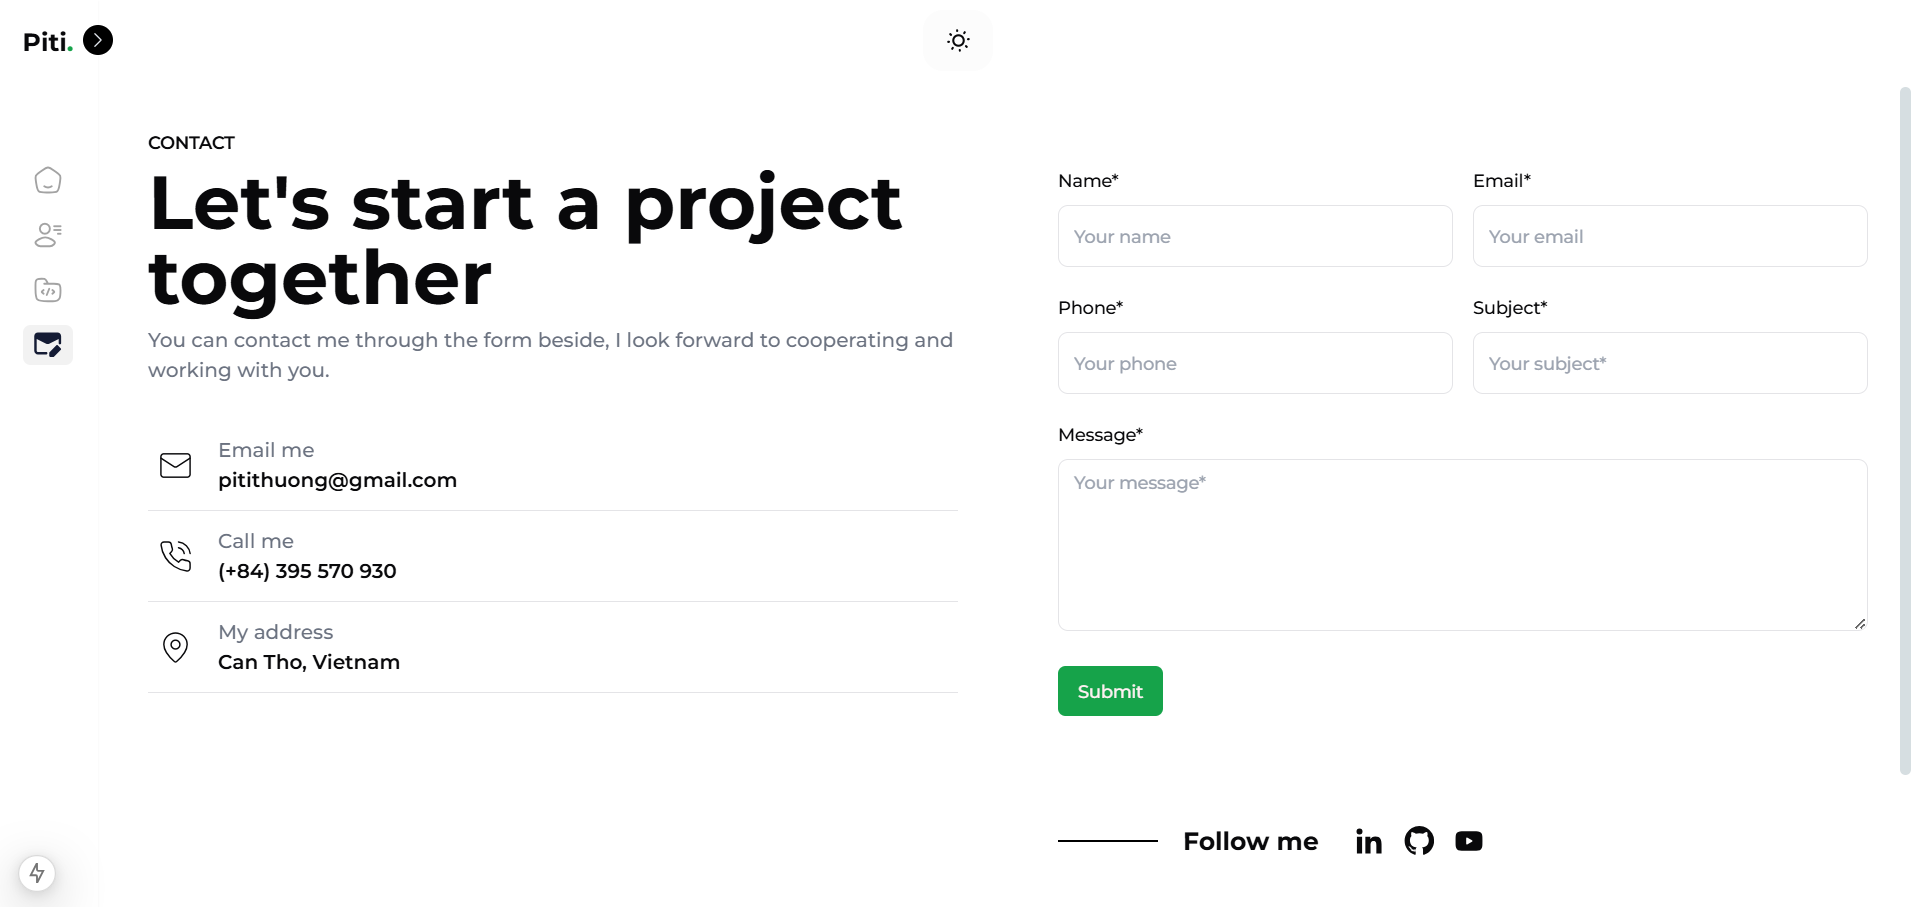 Piti.
CONTACT
Let's start a project
together
You can contact me through the form beside, I look forward to cooperating and
working with you.
Email me
pitithuong@gmail.com
Call me
(+84) 395 570 930
My address
Can Tho, Vietnam
Name*
Your name
Email*
Your email
Phone*
Your phone
Subject*
Your subject*
Message*
Your message*
Submit
Follow me